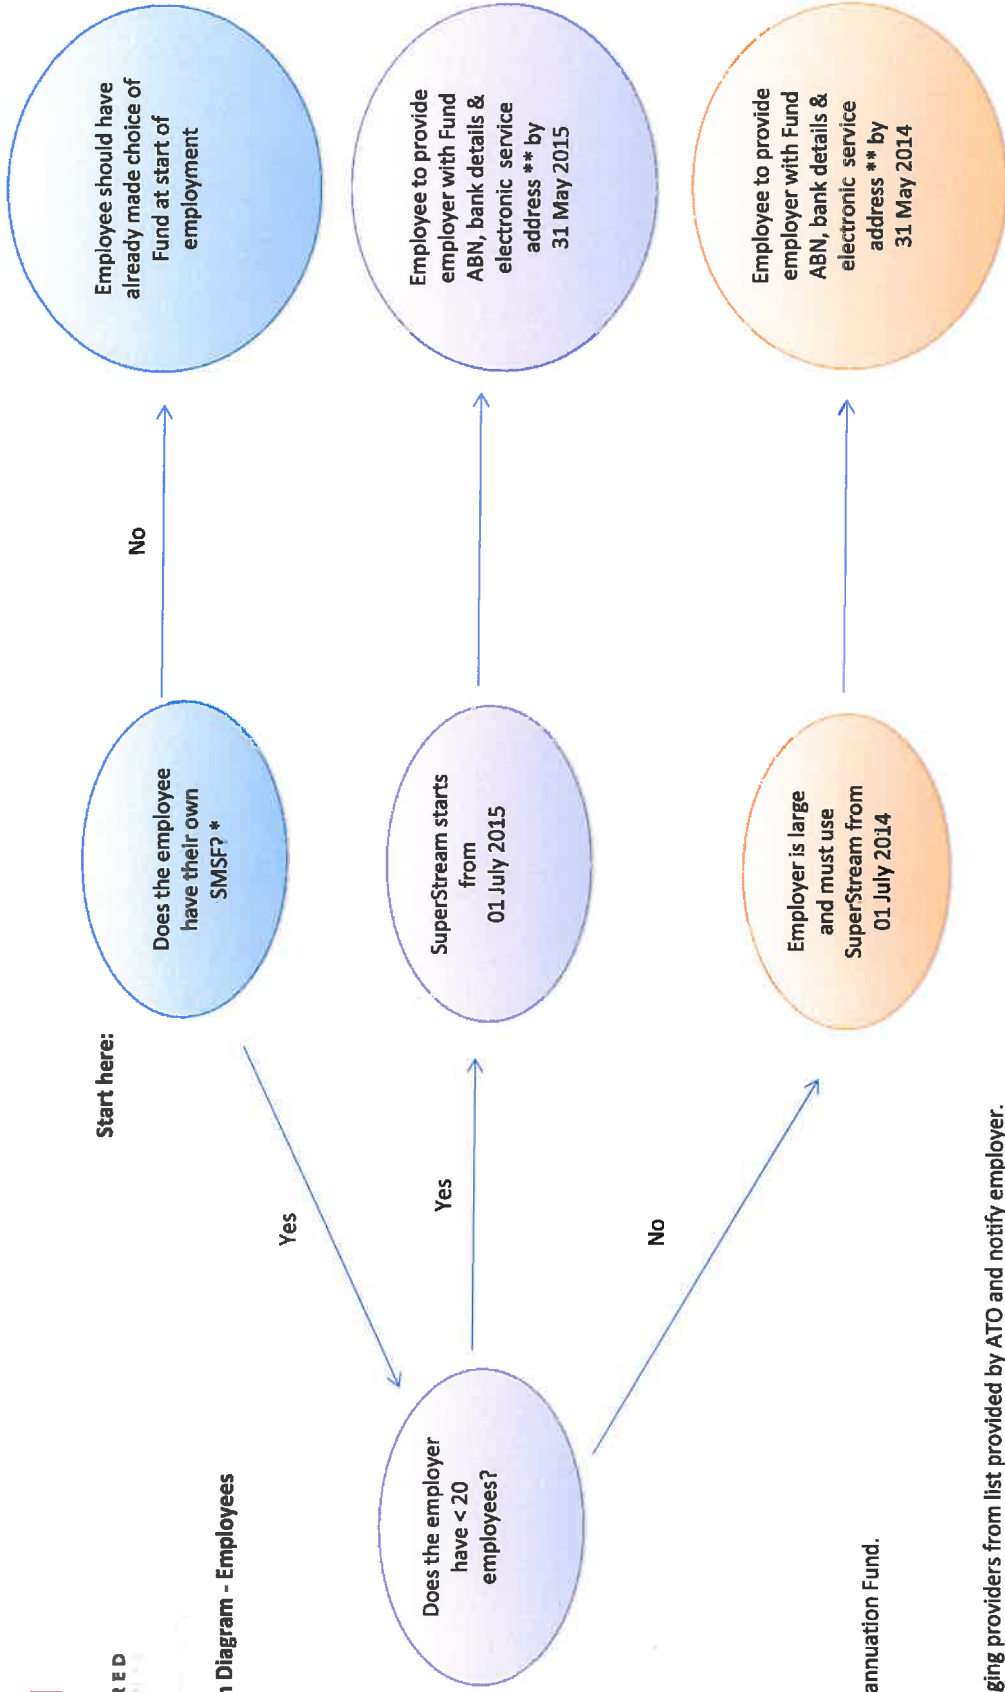 RED
n Diagram - Employees
Start here:
Does the employee
have their own
SMSF? *
No
Employee should have
already made choice of
Fund at start of
employment
Yes
Does the employer
have < 20
employees?
Yes
SuperStream starts
from
01 July 2015
Employee to provide
employer with Fund
ABN, bank details &
electronic service
address ** by
31 May 2015
No
Employer is large
and must use
SuperStream from
01 July 2014
Employee to provide
employer with Fund
ABN, bank details &
electronic service
address ** by
31 May 2014
annuation Fund.
ging providers from list provided by ATO and notify employer.